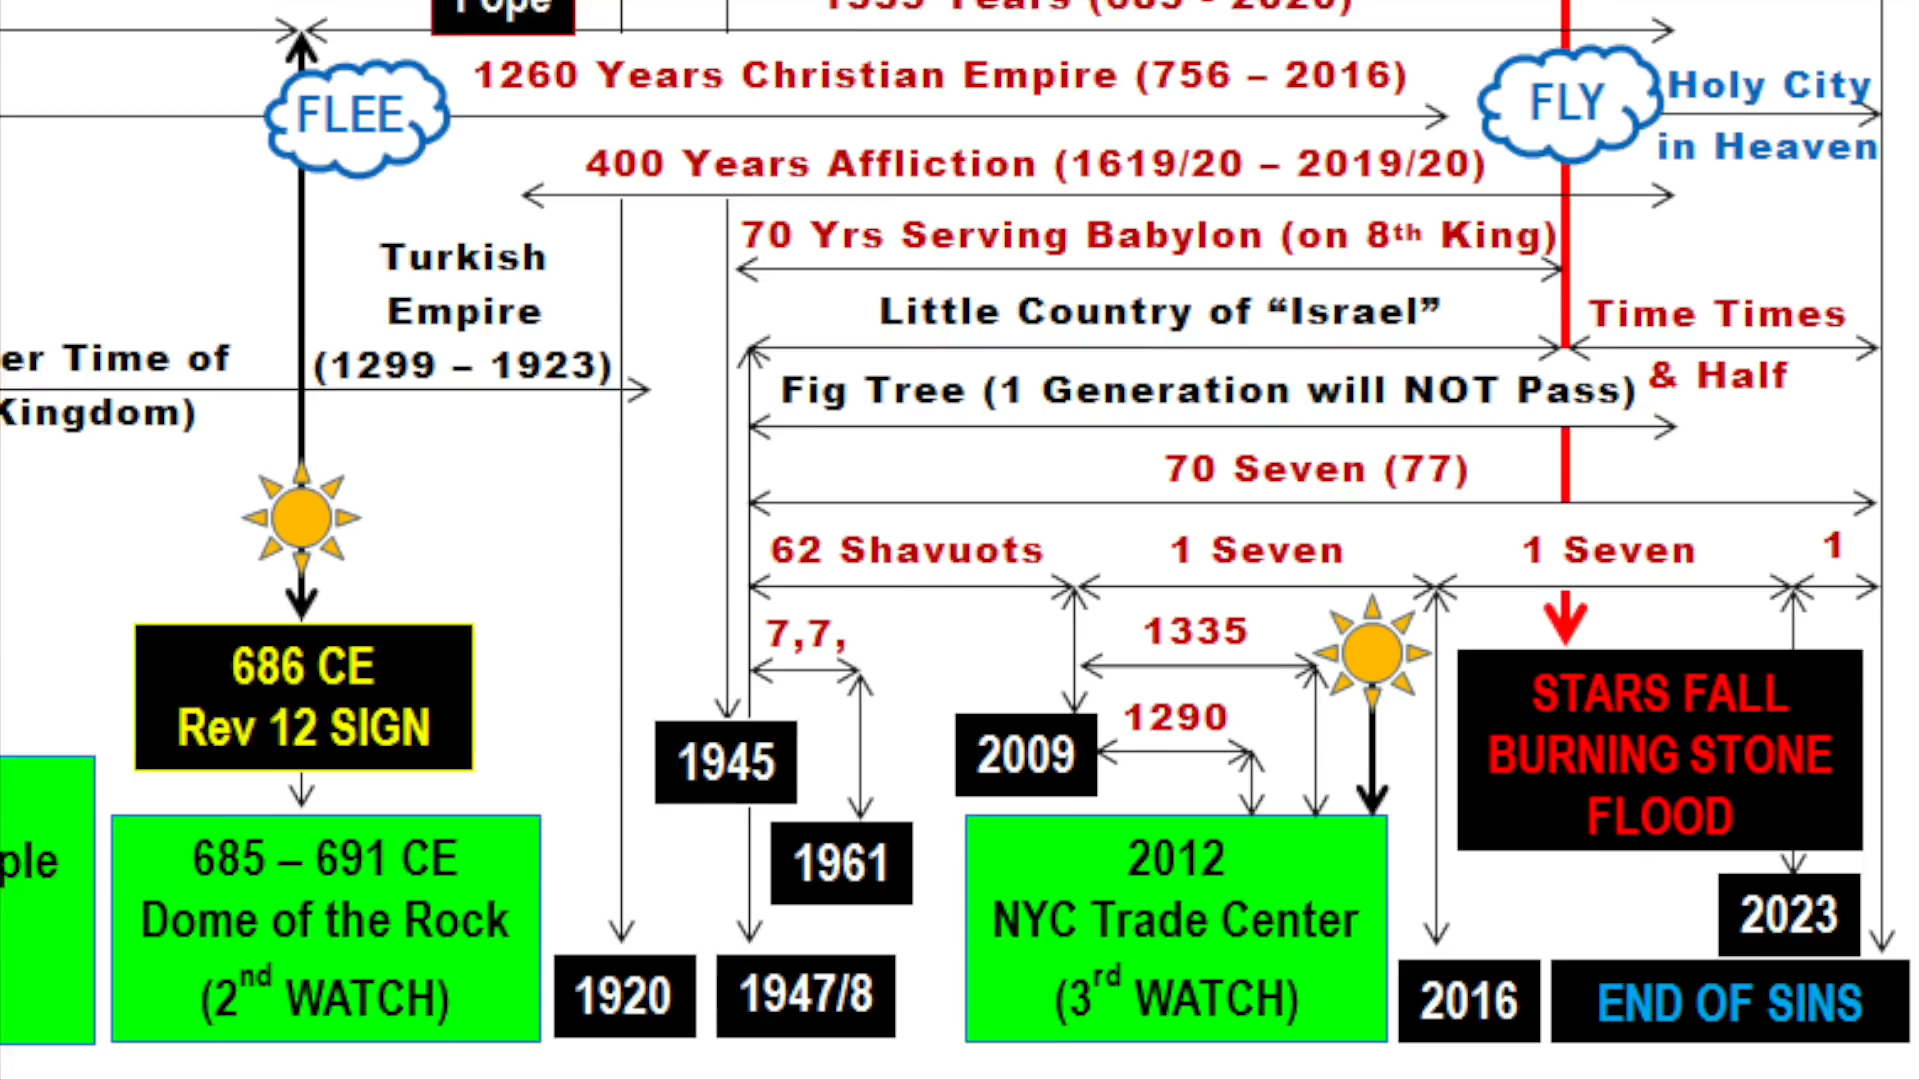 Pope
1335 Years (685 - 2020)
1260 Years Christian Empire (756 – 2016)
FLEE
FLY
Holy City
in Heaven
400 Years Affliction (1619/20 – 2019/20)
70 Yrs Serving Babylon (on 8th King)
Turkish
Empire
(1299 – 1923)
Little Country of “Israel”
Time Times
& Half
er Time of
Kingdom)
Fig Tree (1 Generation will NOT Pass)
70 Seven (77)
62 Shavuots
1 Seven
1 Seven
1
7,7,
1335
1290
686 CE
Rev 12 SIGN
STARS FALL
BURNING STONE
FLOOD
1945
2009
1961
2023
ple
685 – 691 CE
Dome of the Rock
(2nd WATCH)
2012
NYC Trade Center
(3rd WATCH)
1920
1947/8
2016
END OF SINS